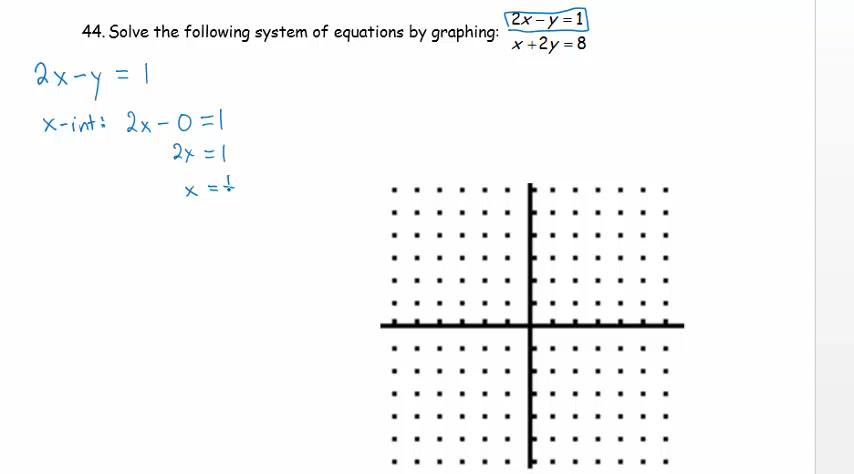 44. Solve the following system of equations by graphing: 2x − y = 1
x + 2y = 8
2x − y = 1
x-int: 2x − 0 = 1
2x = 1
x = 1